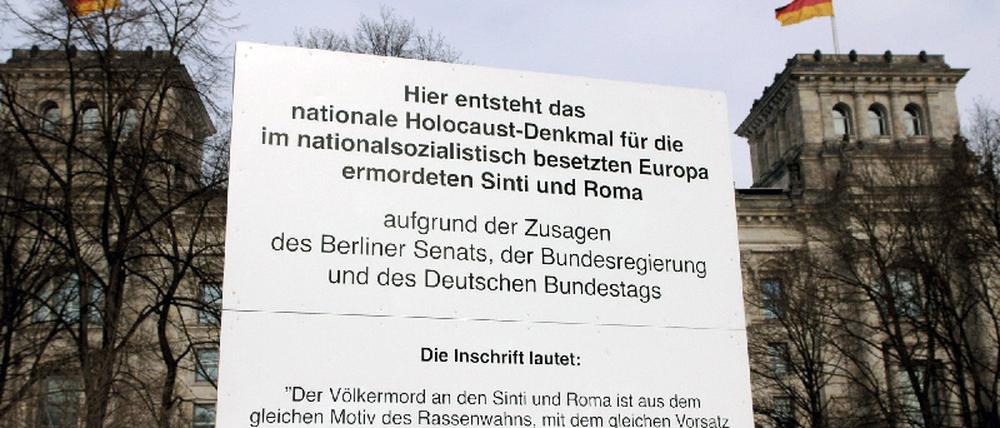 Hier entsteht das
nationale Holocaust-Denkmal für die
im nationalsozialistisch besetzten Europa
ermordeten Sinti und Roma
aufgrund der Zusagen
des Berliner Senats, der Bundesregierung
und des Deutschen Bundestags
Die Inschrift lautet:
"Der Völkermord an den Sinti und Roma ist aus dem
gleichen Motiv des Rassenwahns, mit dem gleichen Vorsatz